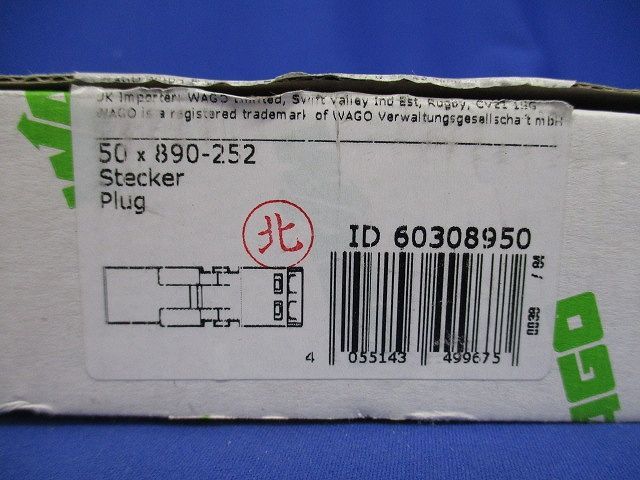 UK Importer: WAGO Limited, Swift Valley Ind Est, Rugby, CV21 1SG
WAGO is a registered trademark of WAGO Verwaltungsgesellschaft mbH
50 x 890-252
Stecker
Plug
北
ID 60308950
4 055143 499675
WAGO